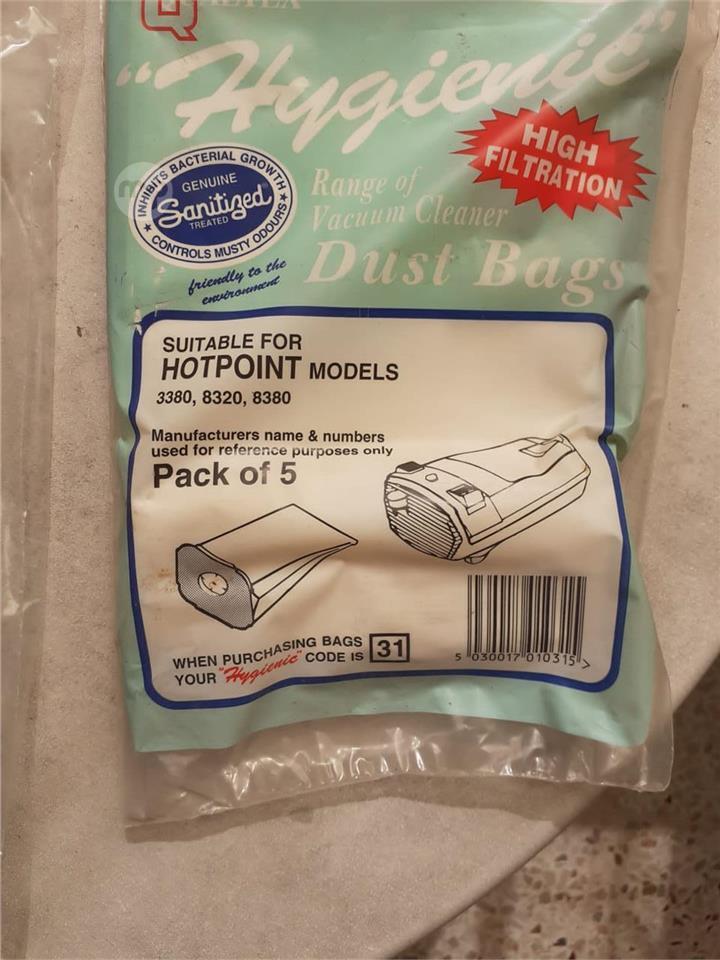 "Hygienic"
HIGH
FILTRATION
INHIBITS BACTERIAL GROWTH
GENUINE
Sanitized®
TREATED
CONTROLS MUSTY ODOURS
friendly to the
environment
Range of
Vacuum Cleaner
Dust Bags
SUITABLE FOR
HOTPOINT MODELS
3380, 8320, 8380
Manufacturers name & numbers
used for reference purposes only
Pack of 5
WHEN PURCHASING BAGS
YOUR "Hygienic" CODE IS 31
5 030017 010315 >